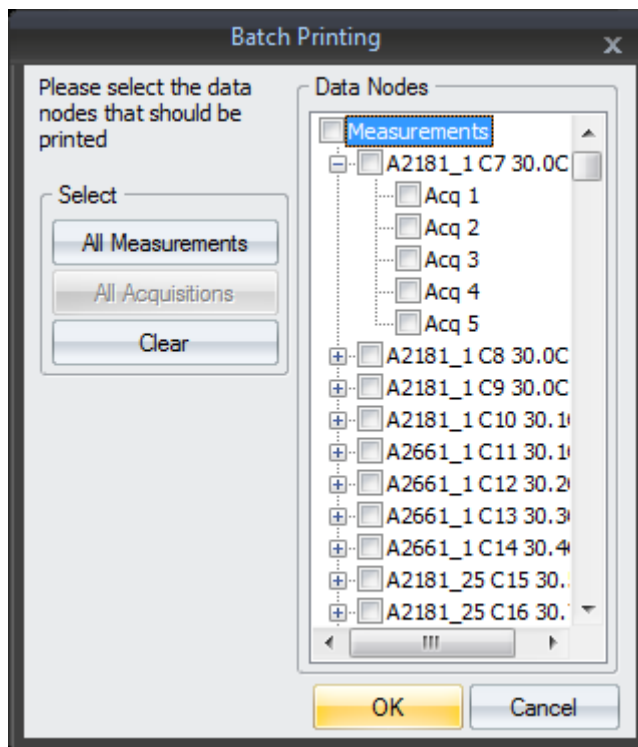 Batch Printing
x
Please select the data
nodes that should be
printed
Select
All Measurements
All Acquisitions
Clear
Data Nodes
Measurements
A2181_1 C7 30.0C
Acq 1
Acq 2
Acq 3
Acq 4
Acq 5
A2181_1 C8 30.0C
A2181_1 C9 30.0C
A2181_1 C10 30.1
A2661_1 C11 30.1
A2661_1 C12 30.2
A2661_1 C13 30.3
A2661_1 C14 30.4
A2181_25 C15 30.
A2181_25 C16 30.
OK
Cancel